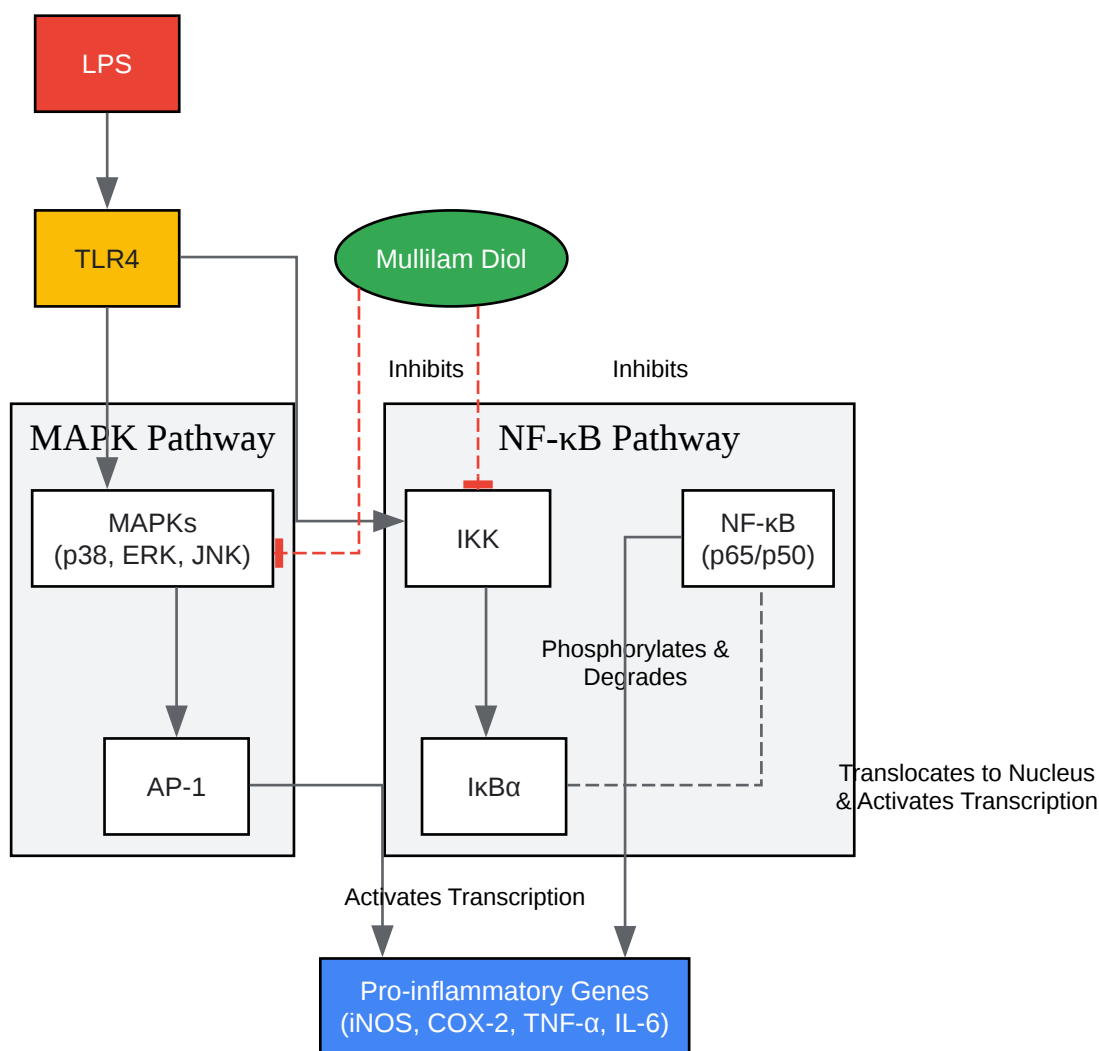 LPS
TLR4
Mullilam Diol
Inhibits
Inhibits
MAPK Pathway
NF-κB Pathway
MAPKs
(p38, ERK, JNK)
IKK
NF-κB
(p65/p50)
Phosphorylates &
Degrades
AP-1
IκBα
Translocates to Nucleus
& Activates Transcription
Activates Transcription
Pro-inflammatory Genes
(iNOS, COX-2, TNF-α, IL-6)